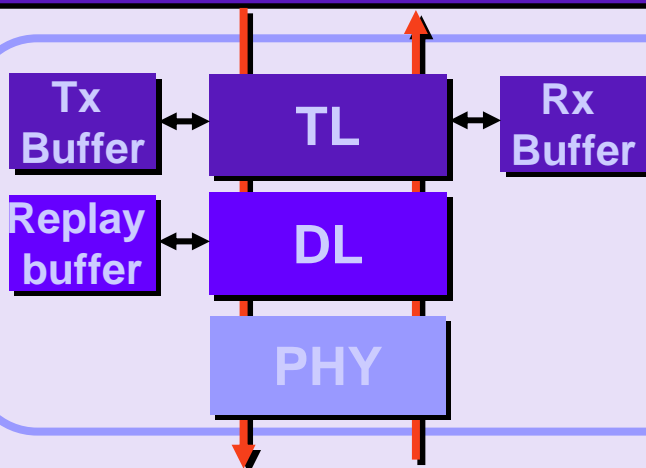 Tx
Buffer
TL
Rx
Buffer
Replay
buffer
DL
PHY